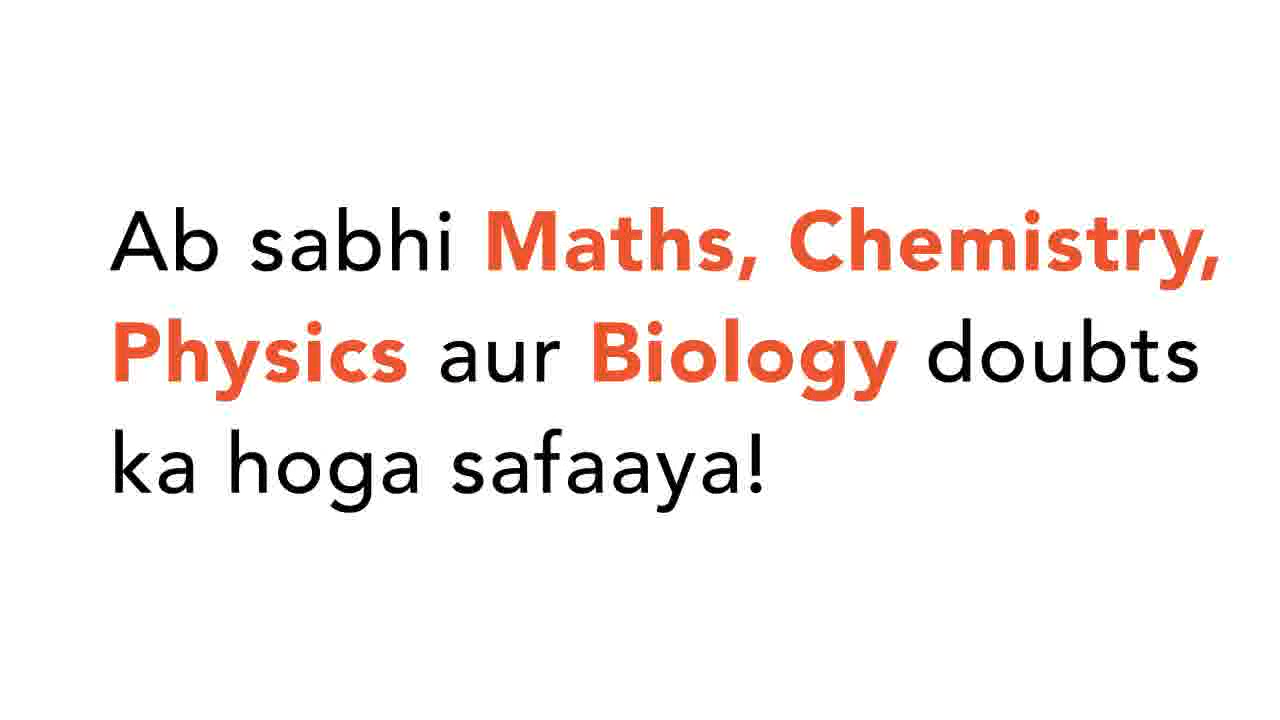 Ab sabhi Maths, Chemistry,
Physics aur Biology doubts
ka hoga safaaya!